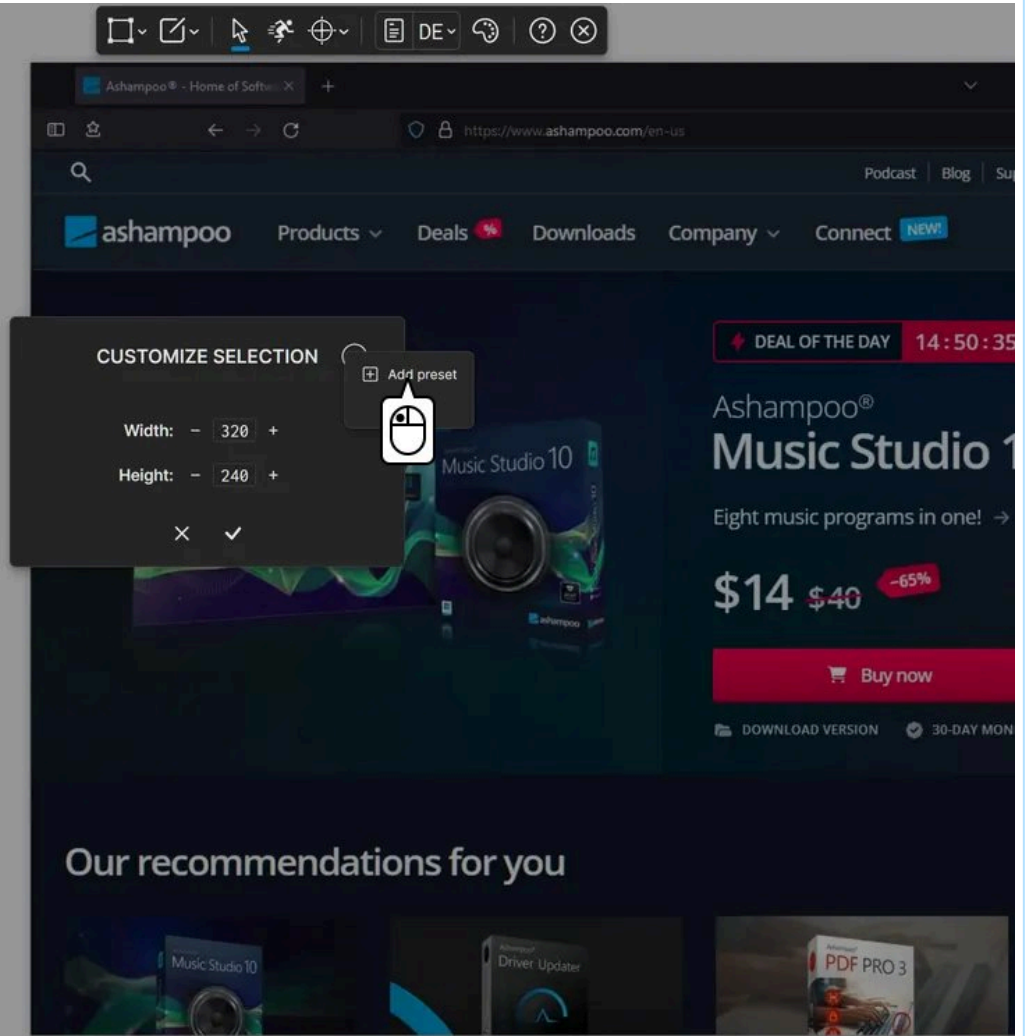 DE
Ashampoo® - Home of Softw
https://www.ashampoo.com/en-us
Podcast
Blog
ashampoo
Products
Deals %
Downloads
Company
Connect NEW!
DEAL OF THE DAY 14:50:35
CUSTOMIZE SELECTION
Add preset
Width: − 320 +
Height: − 240 +
Ashampoo®
Music Studio 1
Eight music programs in one! →
$14 $40 -65%
Buy now
DOWNLOAD VERSION
30-DAY MON
Music Studio 10
ashampoo
Our recommendations for you
Music Studio 10
Ashampoo®
Driver Updater
Ashampoo®
PDF PRO 3